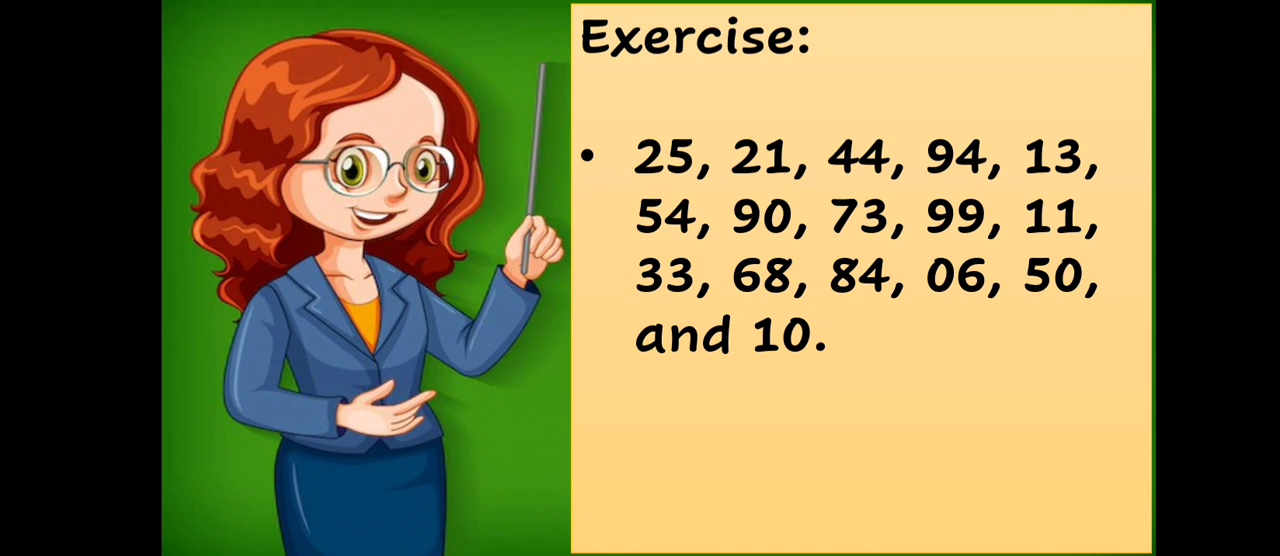 Exercise:
• 25, 21, 44, 94, 13,
54, 90, 73, 99, 11,
33, 68, 84, 06, 50,
and 10.